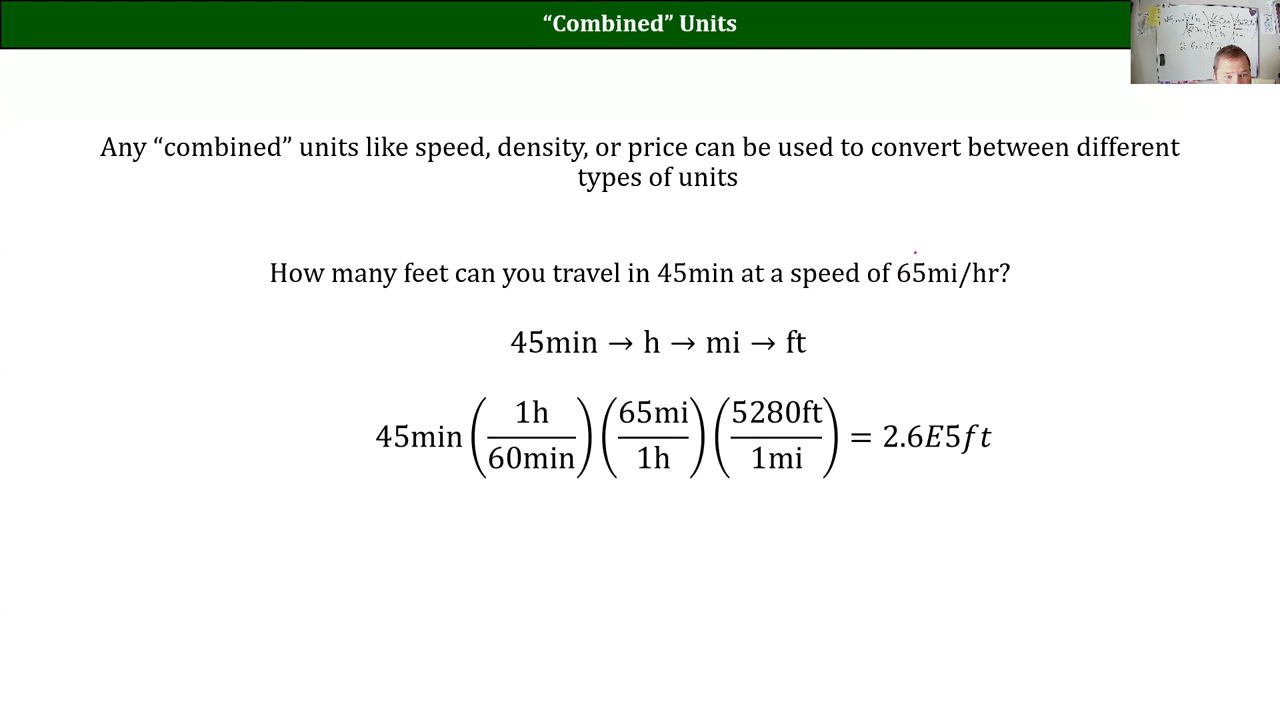 “Combined” Units
Any “combined” units like speed, density, or price can be used to convert between different
types of units
How many feet can you travel in 45min at a speed of 65mi/hr?
45min → h → mi → ft
45min (1h/60min) (65mi/1h) (5280ft/1mi) = 2.6E5ft